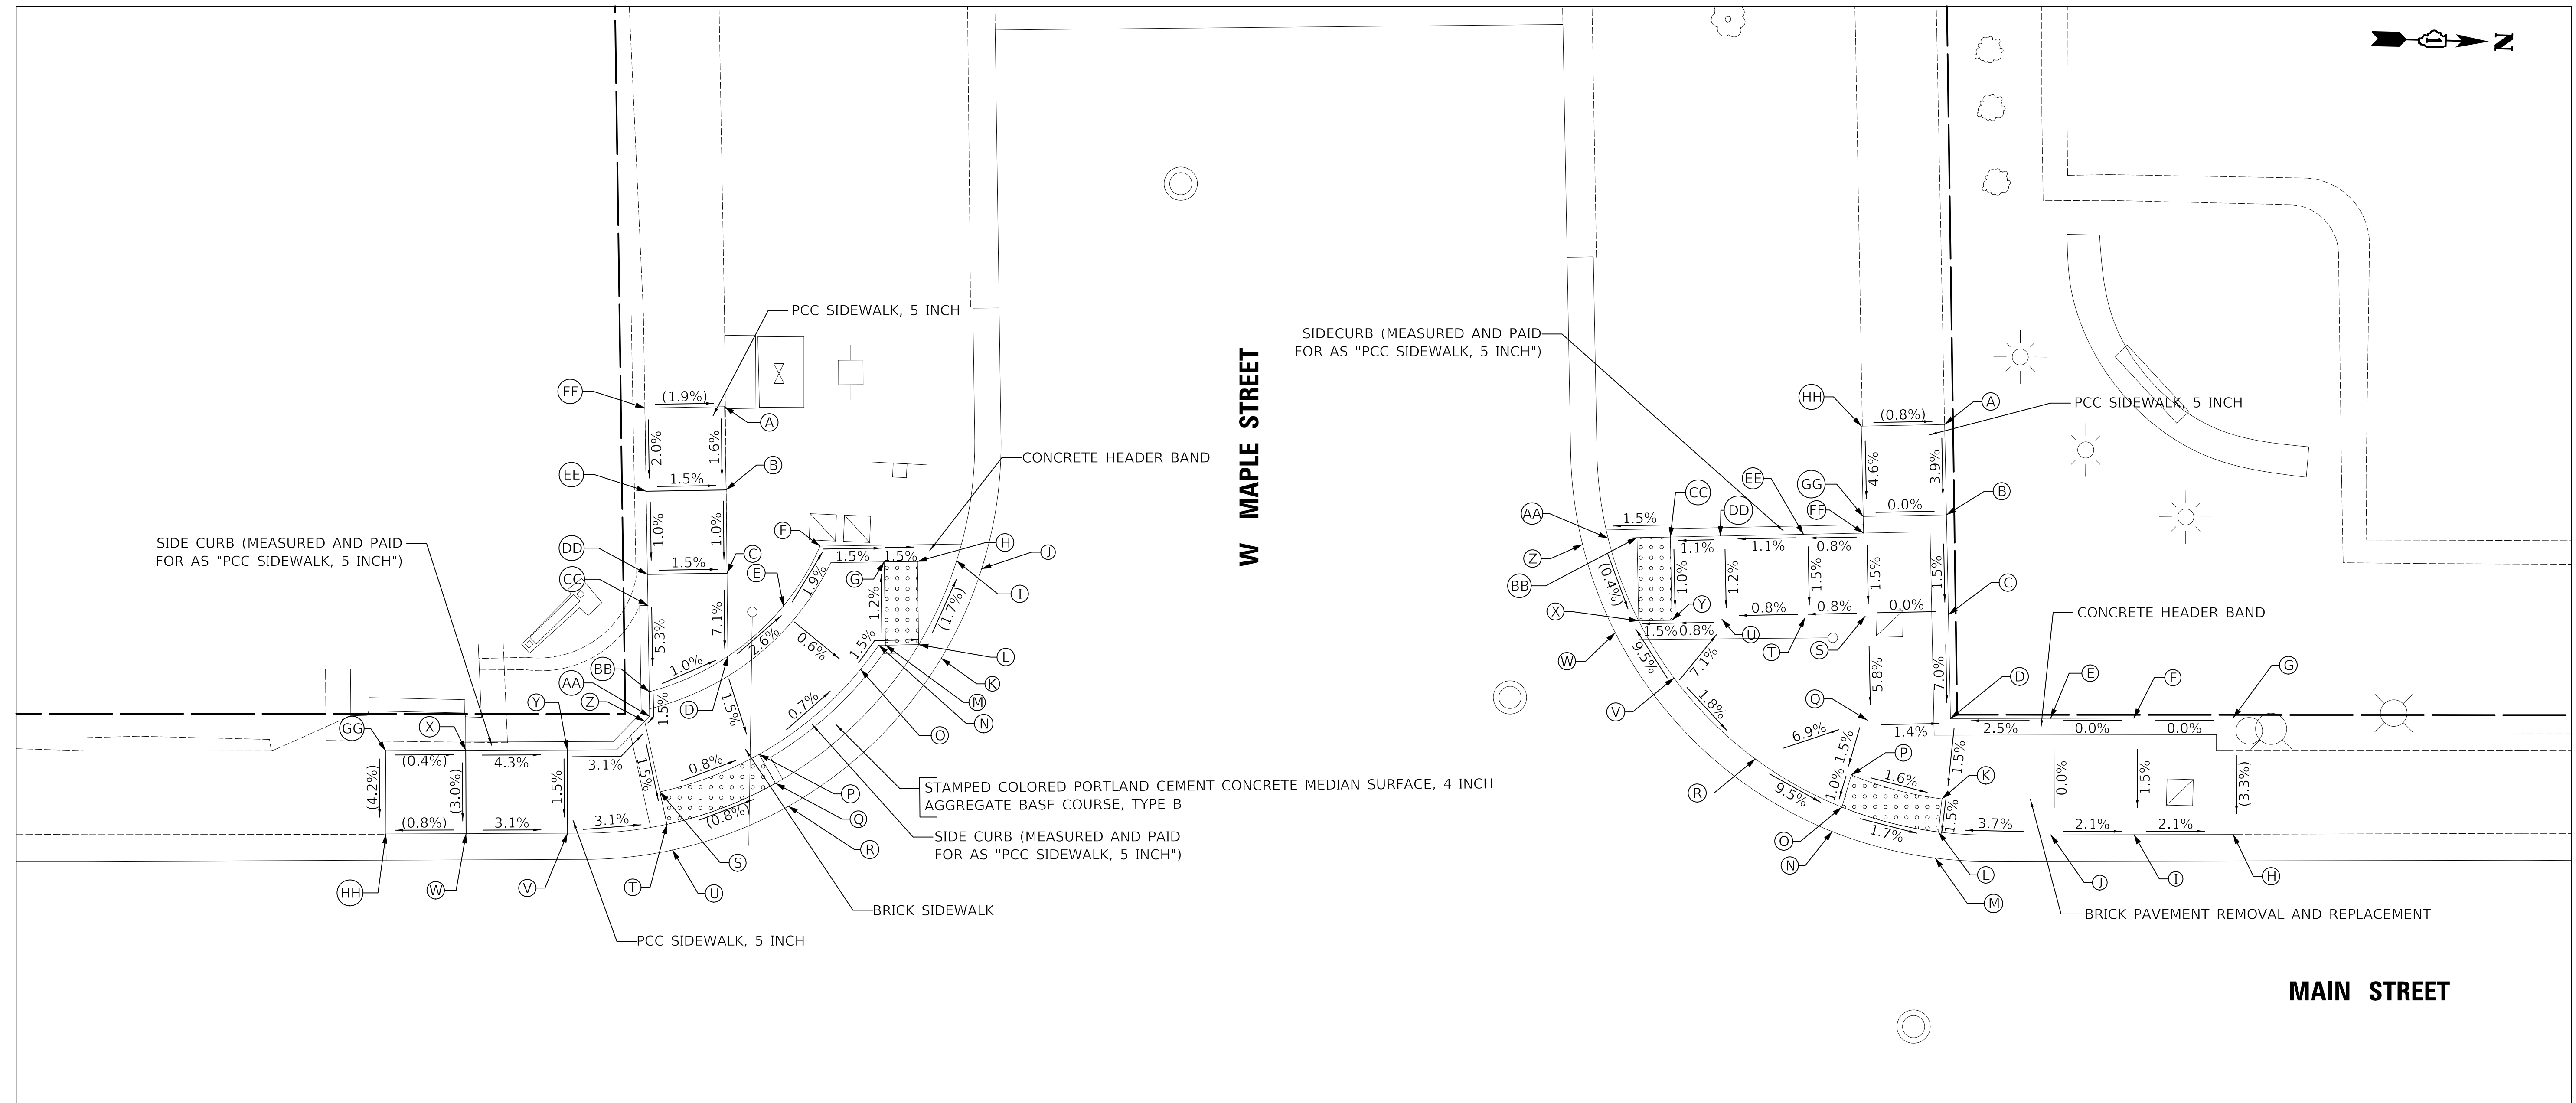 N
PCC SIDEWALK, 5 INCH
FF
(1.9%)
A
2.0%
1.6%
EE
1.5%
B
CONCRETE HEADER BAND
1.0%
1.0%
F
SIDE CURB (MEASURED AND PAID
FOR AS "PCC SIDEWALK, 5 INCH")
DD
1.5%
C
1.5%
1.5%
H
J
CC
E
1.9%
G
1.2%
I
(1.7%)
5.3%
7.1%
2.6%
0.6%
1.5%
BB
1.0%
L
AA
K
Z
1.5%
D
1.5%
0.7%
M
N
GG
X
Y
O
(0.4%)
4.3%
3.1%
1.5%
0.8%
P
(4.2%)
(3.0%)
1.5%
STAMPED COLORED PORTLAND CEMENT CONCRETE MEDIAN SURFACE, 4 INCH
AGGREGATE BASE COURSE, TYPE B
(0.8%)
3.1%
3.1%
(0.8%)
Q
SIDE CURB (MEASURED AND PAID
FOR AS "PCC SIDEWALK, 5 INCH")
R
S
HH
W
V
T
U
BRICK SIDEWALK
PCC SIDEWALK, 5 INCH
W MAPLE STREET
SIDECURB (MEASURED AND PAID
FOR AS "PCC SIDEWALK, 5 INCH")
HH
(0.8%)
A
PCC SIDEWALK, 5 INCH
4.6%
3.9%
EE
GG
CC
B
0.0%
AA
DD
FF
1.5%
1.1%
1.1%
0.8%
Z
BB
(0.4%)
1.0%
1.2%
1.5%
1.5%
1.5%
C
X
Y
0.8%
0.8%
0.0%
CONCRETE HEADER BAND
1.5%
0.8%
U
T
S
W
9.5%
7.1%
5.8%
7.0%
D
E
F
G
V
1.8%
Q
6.9%
1.4%
2.5%
0.0%
0.0%
1.5%
P
1.5%
R
9.5%
1.0%
1.6%
K
0.0%
1.5%
(3.3%)
1.5%
1.7%
3.7%
2.1%
2.1%
O
N
L
J
I
H
M
BRICK PAVEMENT REMOVAL AND REPLACEMENT
MAIN STREET